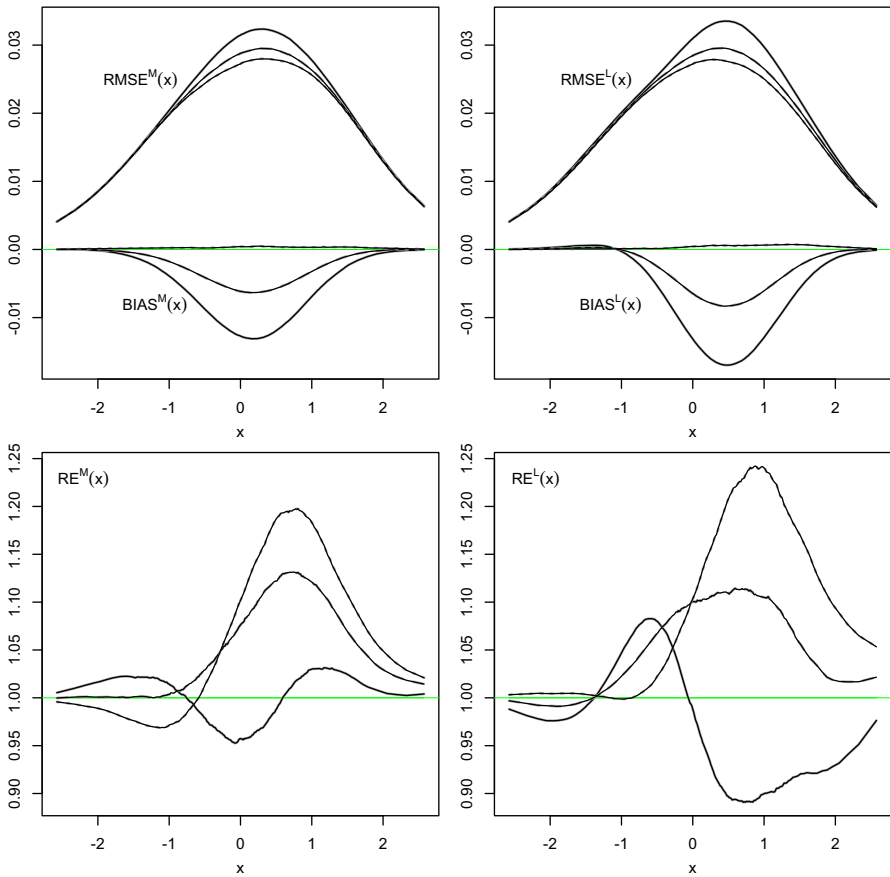 0.03
0.02
0.01
0.00
-0.01
RMSE^M(x)
BIAS^M(x)
-2 -1 0 1 2
x
0.03
0.02
0.01
0.00
-0.01
RMSE^L(x)
BIAS^L(x)
-2 -1 0 1 2
x
1.25
1.20
1.15
1.10
1.05
1.00
0.95
0.90
RE^M(x)
-2 -1 0 1 2
x
1.25
1.20
1.15
1.10
1.05
1.00
0.95
0.90
RE^L(x)
-2 -1 0 1 2
x